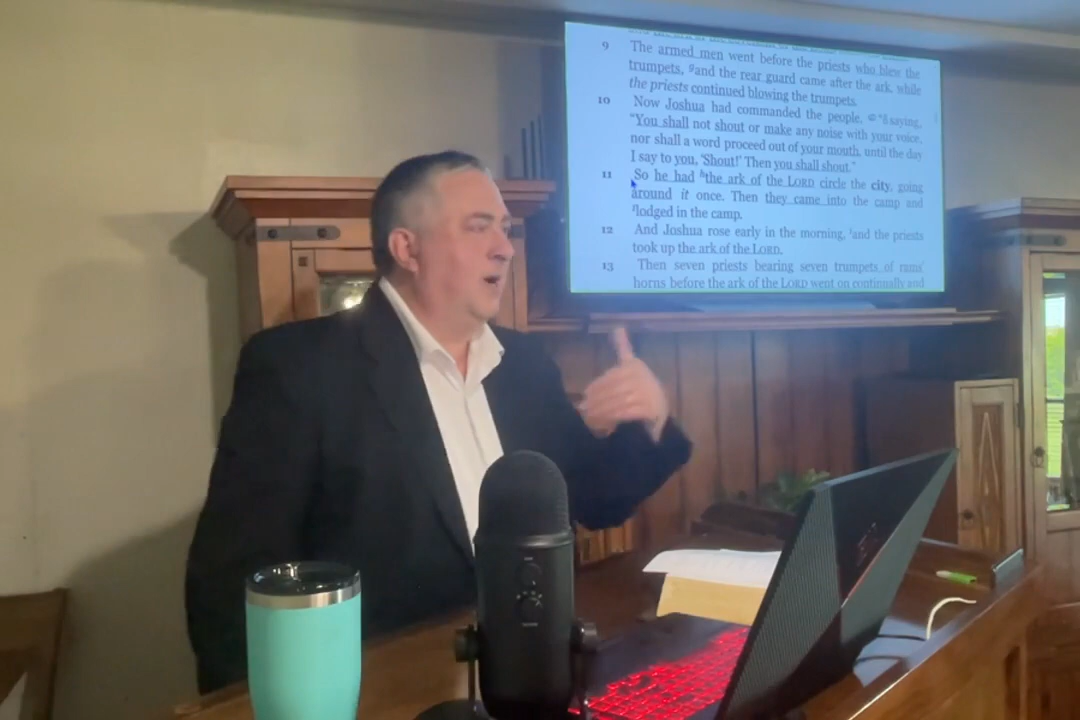 9 The armed men went before the priests who blew the
trumpets, gand the rear guard came after the ark, while
the priests continued blowing the trumpets.
10 Now Joshua had commanded the people, saying,
"You shall not shout or make any noise with your voice,
nor shall a word proceed out of your mouth, until the day
I say to you, 'Shout!' Then you shall shout."
11 So he had hthe ark of the LORD circle the city, going
around it once. Then they came into the camp and
lodged in the camp.
12 And Joshua rose early in the morning, iand the priests
took up the ark of the LORD.
13 Then seven priests bearing seven trumpets of rams'
horns before the ark of the LORD went on continually and